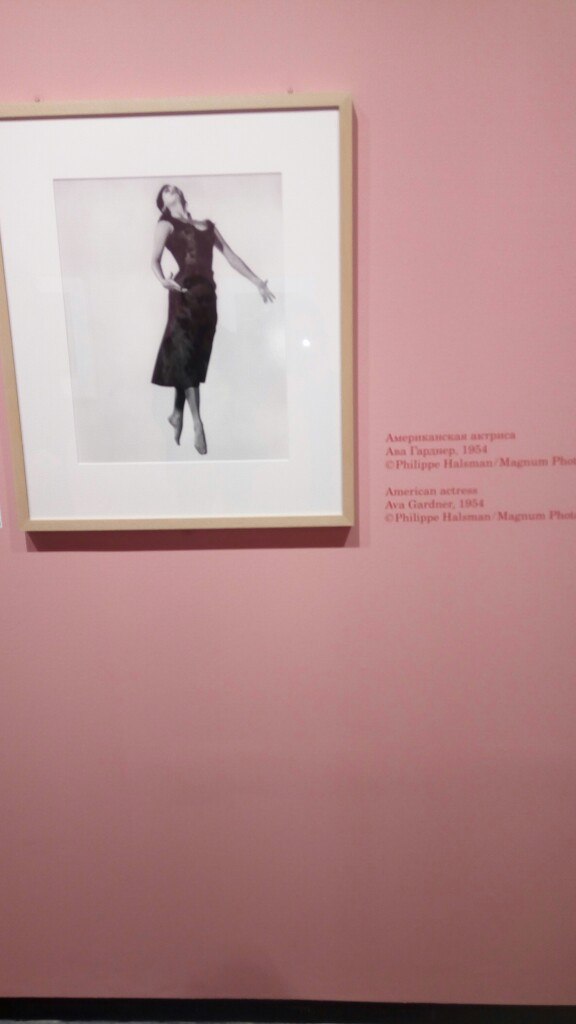 Американская актриса
Ава Гарднер, 1954
©Philippe Halsman/Magnum Phot
American actress
Ava Gardner, 1954
©Philippe Halsman/Magnum Phot